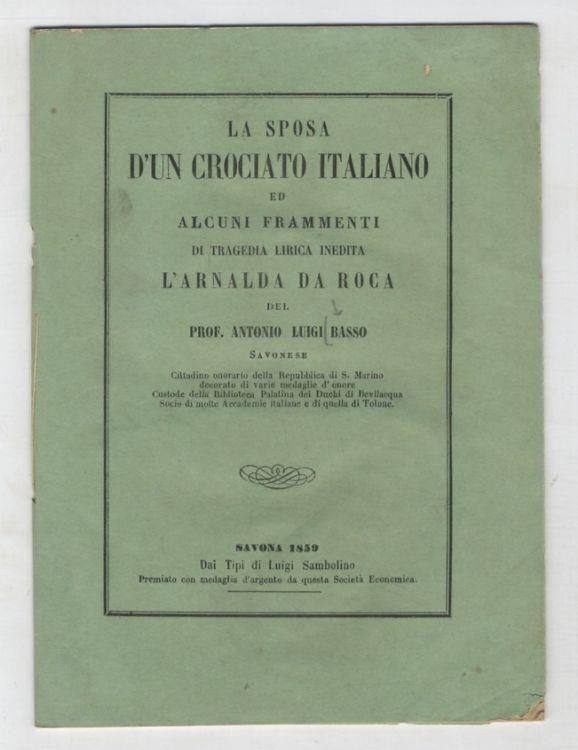 LA SPOSA
D'UN CROCIATO ITALIANO
ED
ALCUNI FRAMMENTI
DI TRAGEDIA LIRICA INEDITA
L'ARNALDA DA ROCA
DEL
PROF. ANTONIO LUIGI BASSO
SAVONESE
Cittadino onorario della Repubblica di S. Marino
decorato di varie medaglie d'onore
Custode della Biblioteca Palatina dei Duchi di Bevilacqua
Socio di molte Accademie italiane e di quella di Tolone.
SAVONA 1859
Dai Tipi di Luigi Sambolino
Premiato con medaglia d'argento da questa Società Economica.